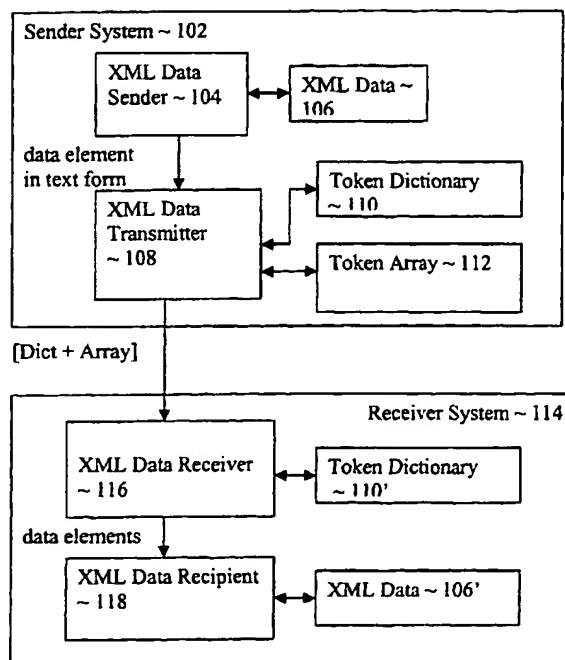 Sender System ~ 102
XML Data
Sender ~ 104
XML Data ~
106
data element
in text form
XML Data
Transmitter
~ 108
Token Dictionary
~ 110
Token Array ~ 112
[Dict + Array]
Receiver System ~ 114
XML Data Receiver
~ 116
Token Dictionary
~ 110'
data elements
XML Data Recipient
~ 118
XML Data ~ 106'